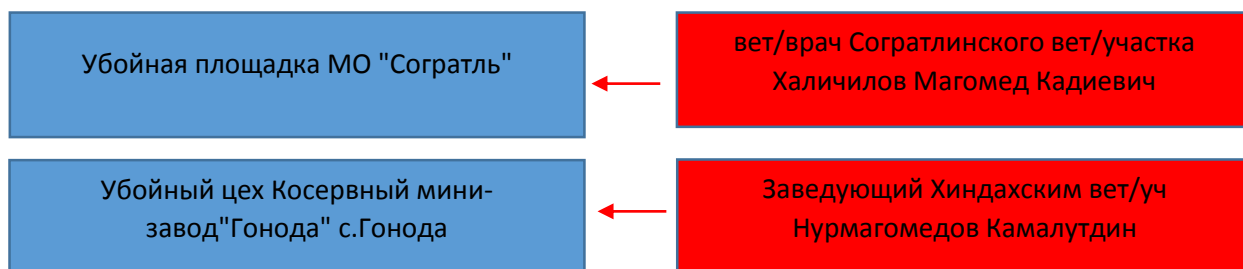 Убойная площадка МО "Согратль"
вет/врач Согратлинского вет/участка
Халичилов Магомед Кадиевич
Убойный цех Косервный мини-
завод"Гонода" с.Гонода
Заведующий Хиндахским вет/уч
Нурмагомедов Камалутдин